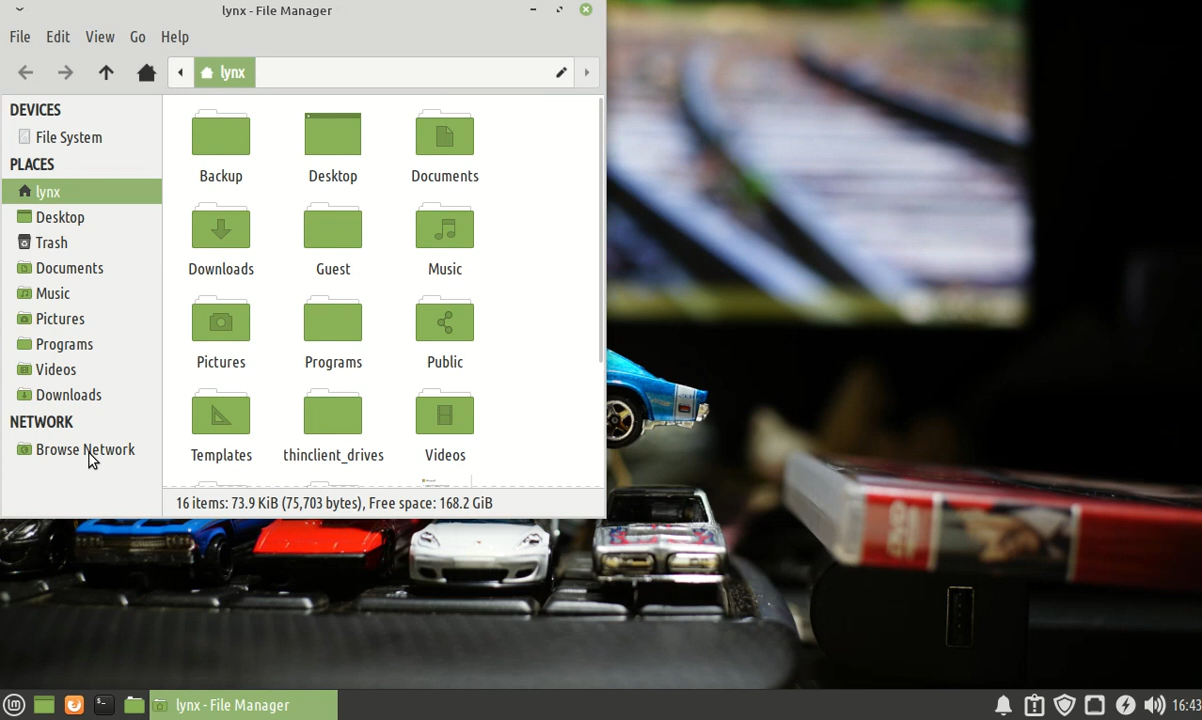 lynx - File Manager
File Edit View Go Help
lynx
DEVICES
File System
PLACES
lynx
Desktop
Trash
Documents
Music
Pictures
Programs
Videos
Downloads
NETWORK
Browse Network
Backup Desktop Documents
Downloads Guest Music
Pictures Programs Public
Templates thinclient_drives Videos
16 items: 73.9 KiB (75,703 bytes), Free space: 168.2 GiB
lynx - File Manager
16:43